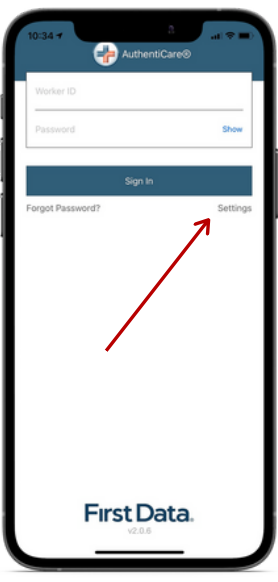 10:34
AuthentiCare®
Worker ID
Password Show
Sign In
Forgot Password? Settings
First Data.
v2.0.6